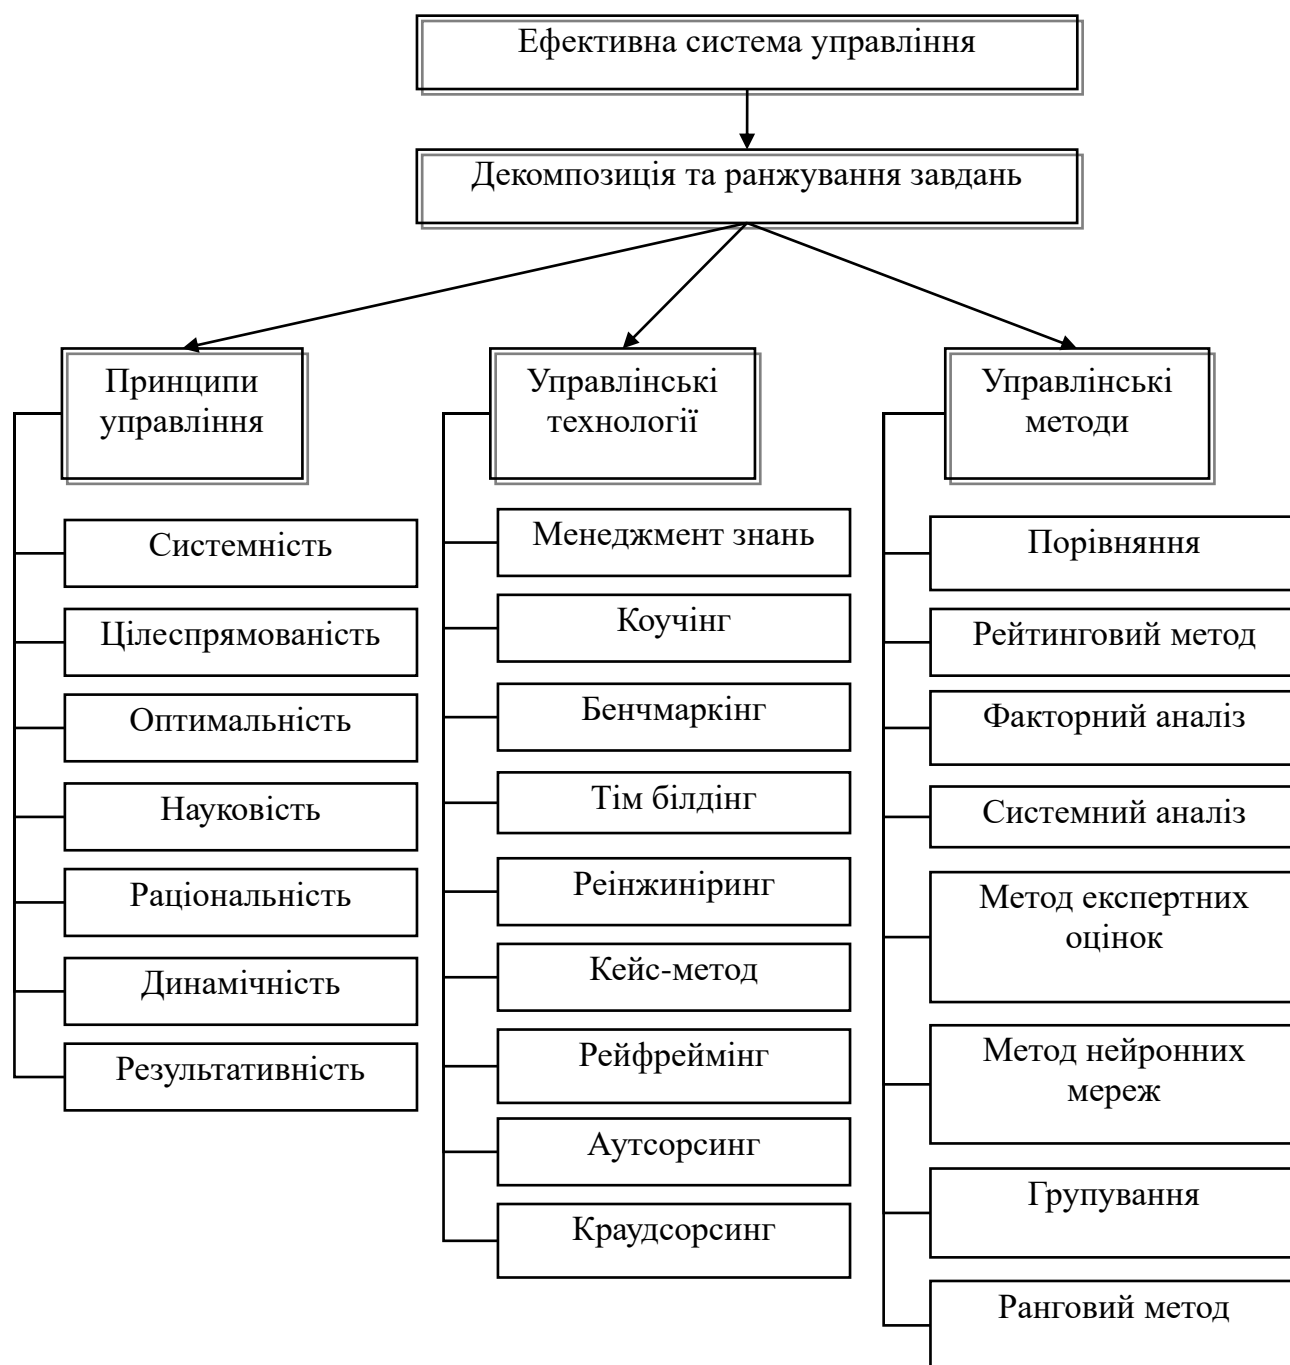 Ефективна система управління
Декомпозиція та ранжування завдань
Принципи
управління
Системність
Цілеспрямованість
Оптимальність
Науковість
Раціональність
Динамічність
Результативність
Управлінські
технології
Менеджмент знань
Коучінг
Бенчмаркінг
Тім білдінг
Реінжиніринг
Кейс-метод
Рейфреймінг
Аутсорсинг
Краудсорсинг
Управлінські
методи
Порівняння
Рейтинговий метод
Факторний аналіз
Системний аналіз
Метод експертних
оцінок
Метод нейронних
мереж
Групування
Ранговий метод